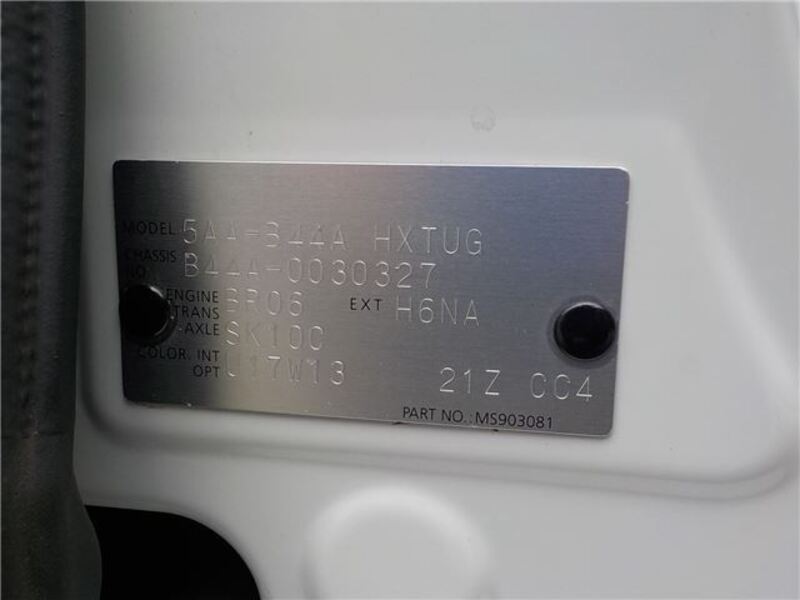 MODEL 5AA-B44A HXTUG
CHASSIS NO. B44A-0030327
ENGINE BR06 EXT H6NA
TRANS -AXLE SK10C
COLOR. INT
OPT U17W13 21Z CC4
PART NO.:MS903081